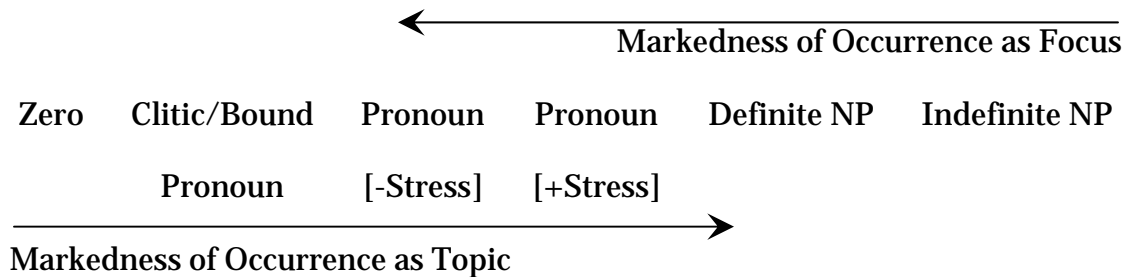 Markedness of Occurrence as Focus
Zero Clitic/Bound Pronoun Pronoun Definite NP Indefinite NP
Pronoun [-Stress] [+Stress]
Markedness of Occurrence as Topic